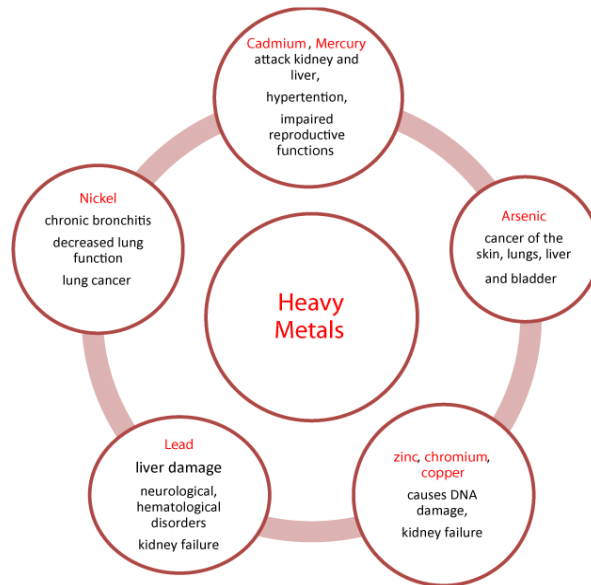 Cadmium, Mercury
attack kidney and
liver,
hypertention,
impaired
reproductive
functions
Arsenic
cancer of the
skin, lungs, liver
and bladder
zinc, chromium,
copper
causes DNA
damage,
kidney failure
Lead
liver damage
neurological,
hematological
disorders
kidney failure
Nickel
chronic bronchitis
decreased lung
function
lung cancer
Heavy
Metals